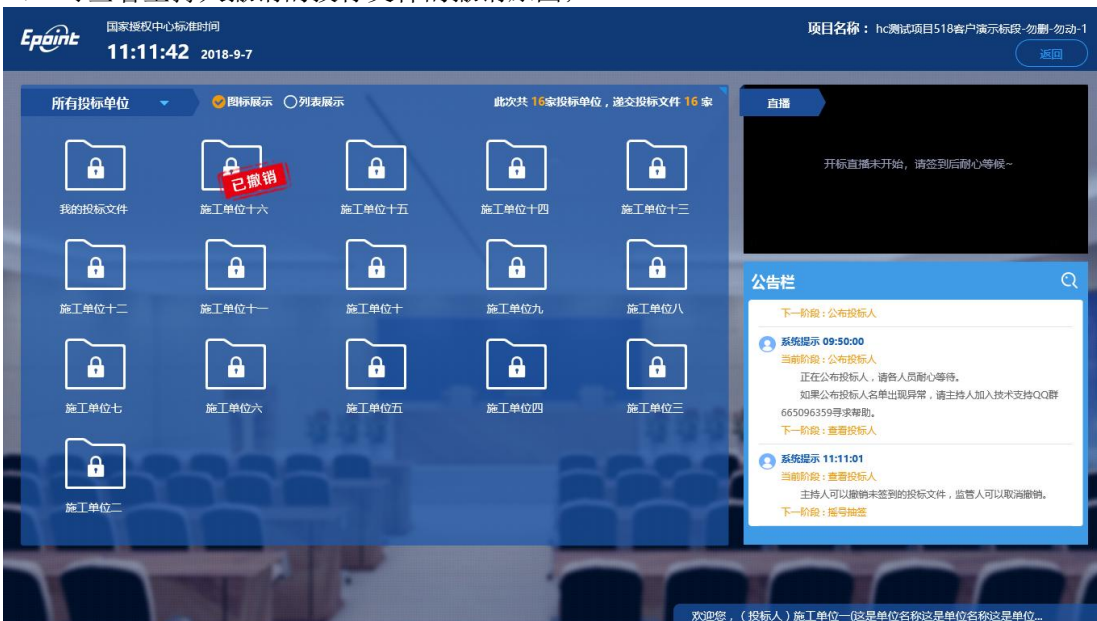 Epoint
国家授权中心标准时间
11:11:42 2018-9-7
项目名称：hc测试项目518客户演示标段-勿删-勿动-1
返回
所有投标单位
图标展示 列表展示
此次共 16家投标单位，递交投标文件 16 家
直播
开标直播未开始，请签到后耐心等候~
已撤销
我的投标文件 施工单位十六 施工单位十五 施工单位十四 施工单位十三
施工单位十二 施工单位十一 施工单位十 施工单位九 施工单位八
施工单位七 施工单位六 施工单位五 施工单位四 施工单位三
施工单位二
公告栏
下一阶段：公布投标人
系统提示 09:50:00
当前阶段：公布投标人
正在公布投标人，请各人员耐心等待。
如果公布投标人名单出现异常，请主持人加入技术支持QQ群
665096359寻求帮助。
下一阶段：查看投标人
系统提示 11:11:01
当前阶段：查看投标人
主持人可以撤销未签到的投标文件，监管人可以取消撤销。
下一阶段：摇号抽签
欢迎您，（投标人）施工单位一(这是单位名称这是单位名称这是单位...